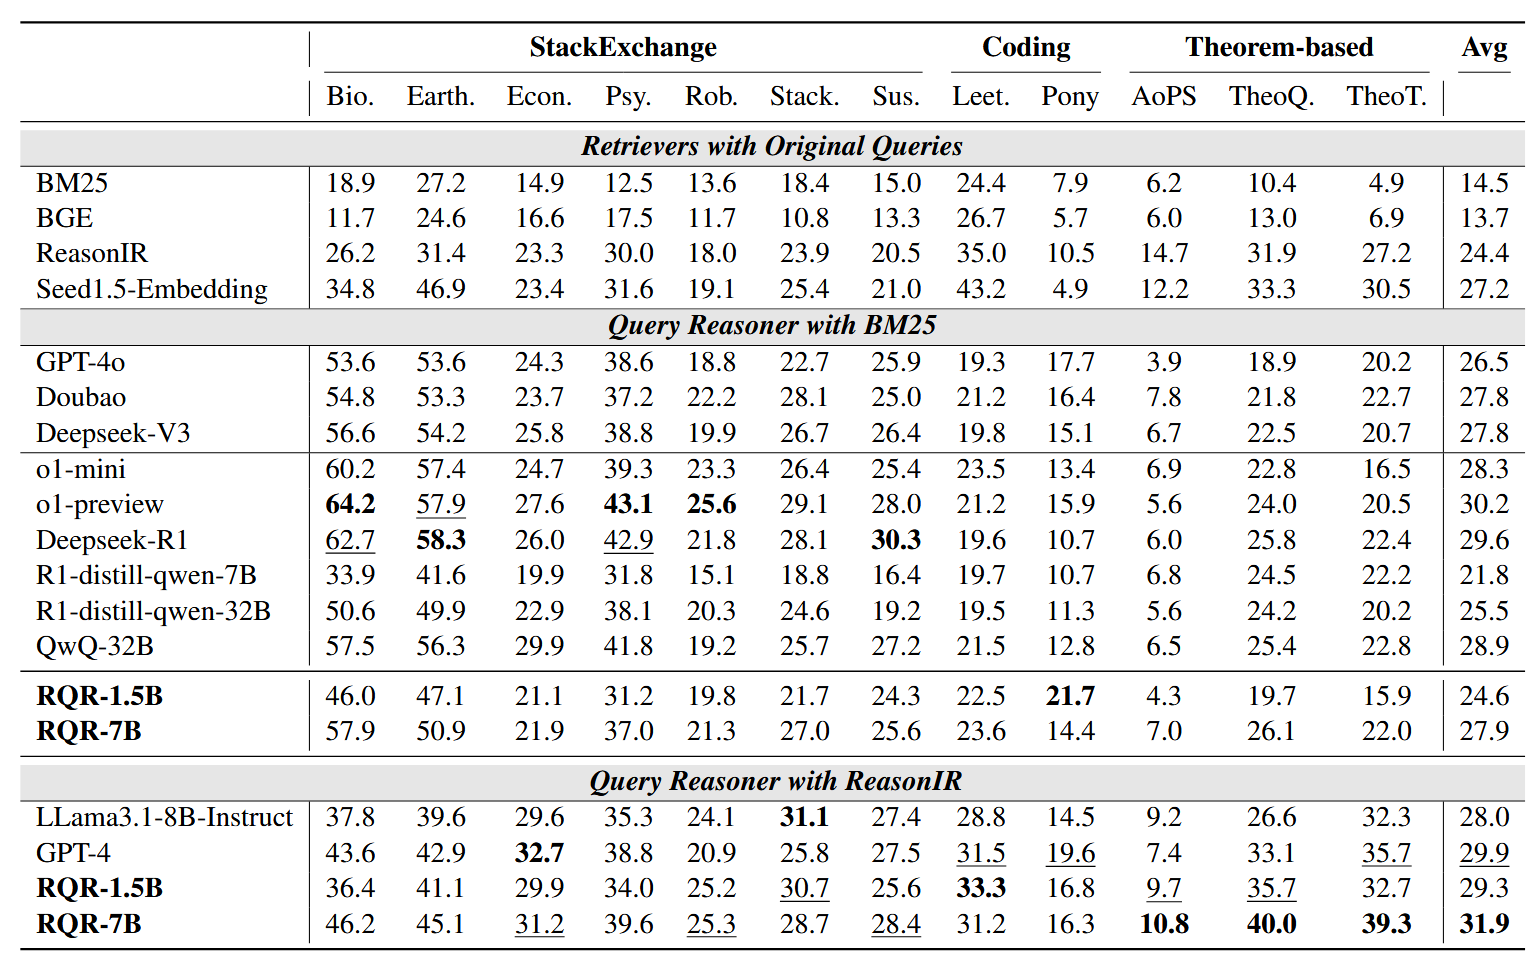 StackExchange Coding Theorem-based Avg
Bio. Earth. Econ. Psy. Rob. Stack. Sus. Leet. Pony AoPS TheoQ. TheoT.
Retrievers with Original Queries
BM25 18.9 27.2 14.9 12.5 13.6 18.4 15.0 24.4 7.9 6.2 10.4 4.9 14.5
BGE 11.7 24.6 16.6 17.5 11.7 10.8 13.3 26.7 5.7 6.0 13.0 6.9 13.7
ReasonIR 26.2 31.4 23.3 30.0 18.0 23.9 20.5 35.0 10.5 14.7 31.9 27.2 24.4
Seed1.5-Embedding 34.8 46.9 23.4 31.6 19.1 25.4 21.0 43.2 4.9 12.2 33.3 30.5 27.2
Query Reasoner with BM25
GPT-4o 53.6 53.6 24.3 38.6 18.8 22.7 25.9 19.3 17.7 3.9 18.9 20.2 26.5
Doubao 54.8 53.3 23.7 37.2 22.2 28.1 25.0 21.2 16.4 7.8 21.8 22.7 27.8
Deepseek-V3 56.6 54.2 25.8 38.8 19.9 26.7 26.4 19.8 15.1 6.7 22.5 20.7 27.8
o1-mini 60.2 57.4 24.7 39.3 23.3 26.4 25.4 23.5 13.4 6.9 22.8 16.5 28.3
o1-preview 64.2 57.9 27.6 43.1 25.6 29.1 28.0 21.2 15.9 5.6 24.0 20.5 30.2
Deepseek-R1 62.7 58.3 26.0 42.9 21.8 28.1 30.3 19.6 10.7 6.0 25.8 22.4 29.6
R1-distill-qwen-7B 33.9 41.6 19.9 31.8 15.1 18.8 16.4 19.7 10.7 6.8 24.5 22.2 21.8
R1-distill-qwen-32B 50.6 49.9 22.9 38.1 20.3 24.6 19.2 19.5 11.3 5.6 24.2 20.2 25.5
QwQ-32B 57.5 56.3 29.9 41.8 19.2 25.7 27.2 21.5 12.8 6.5 25.4 22.8 28.9
RQR-1.5B 46.0 47.1 21.1 31.2 19.8 21.7 24.3 22.5 21.7 4.3 19.7 15.9 24.6
RQR-7B 57.9 50.9 21.9 37.0 21.3 27.0 25.6 23.6 14.4 7.0 26.1 22.0 27.9
Query Reasoner with ReasonIR
LLama3.1-8B-Instruct 37.8 39.6 29.6 35.3 24.1 31.1 27.4 28.8 14.5 9.2 26.6 32.3 28.0
GPT-4 43.6 42.9 32.7 38.8 20.9 25.8 27.5 31.5 19.6 7.4 33.1 35.7 29.9
RQR-1.5B 36.4 41.1 29.9 34.0 25.2 30.7 25.6 33.3 16.8 9.7 35.7 32.7 29.3
RQR-7B 46.2 45.1 31.2 39.6 25.3 28.7 28.4 31.2 16.3 10.8 40.0 39.3 31.9